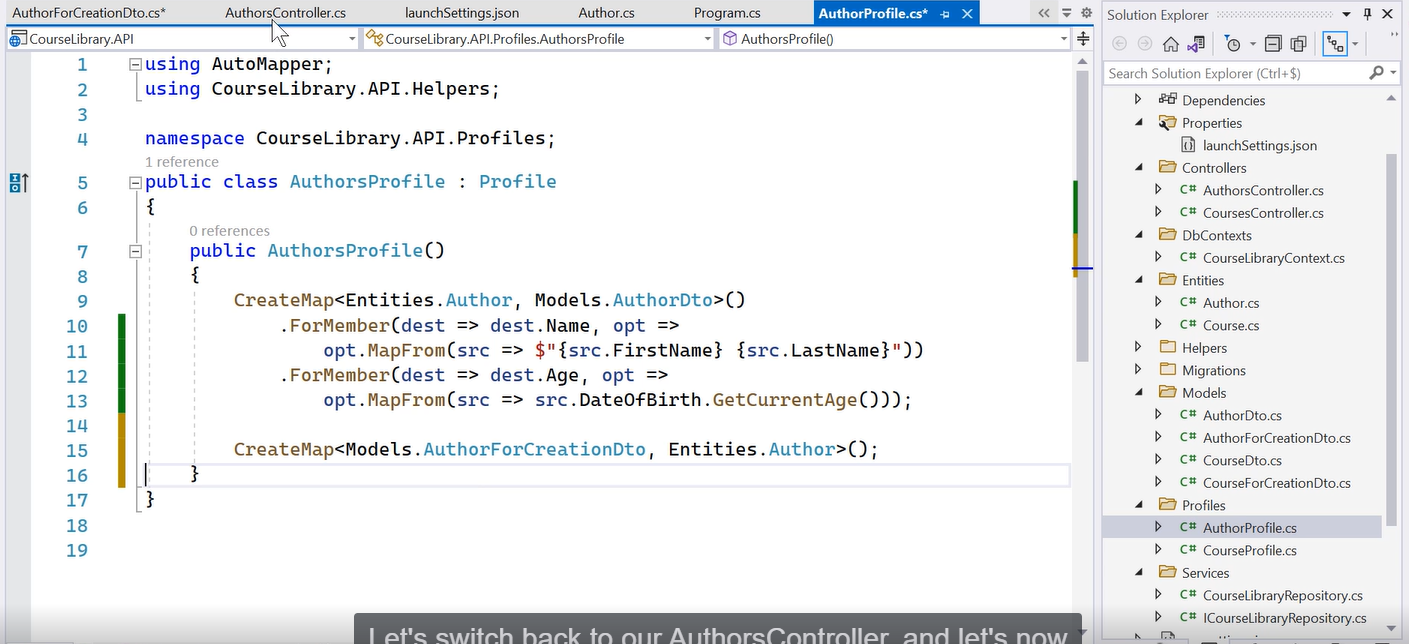 AuthorForCreationDto.cs* AuthorsController.cs launchSettings.json Author.cs Program.cs AuthorProfile.cs*
CourseLibrary.API CourseLibrary.API.Profiles.AuthorsProfile AuthorsProfile()
1 using AutoMapper;
2 using CourseLibrary.API.Helpers;
3
4 namespace CourseLibrary.API.Profiles;
1 reference
5 public class AuthorsProfile : Profile
6 {
0 references
7 public AuthorsProfile()
8 {
9 CreateMap<Entities.Author, Models.AuthorDto>()
10 .ForMember(dest => dest.Name, opt =>
11 opt.MapFrom(src => $"{src.FirstName} {src.LastName}"))
12 .ForMember(dest => dest.Age, opt =>
13 opt.MapFrom(src => src.DateOfBirth.GetCurrentAge()));
14
15 CreateMap<Models.AuthorForCreationDto, Entities.Author>();
16 }
17 }
18
19
Let's switch back to our AuthorsController, and let's now
Solution Explorer
Search Solution Explorer (Ctrl+$)
Dependencies
Properties
launchSettings.json
Controllers
C# AuthorsController.cs
C# CoursesController.cs
DbContexts
C# CourseLibraryContext.cs
Entities
C# Author.cs
C# Course.cs
Helpers
Migrations
Models
C# AuthorDto.cs
C# AuthorForCreationDto.cs
C# CourseDto.cs
C# CourseForCreationDto.cs
Profiles
C# AuthorProfile.cs
C# CourseProfile.cs
Services
C# CourseLibraryRepository.cs
C# ICourseLibraryRepository.cs